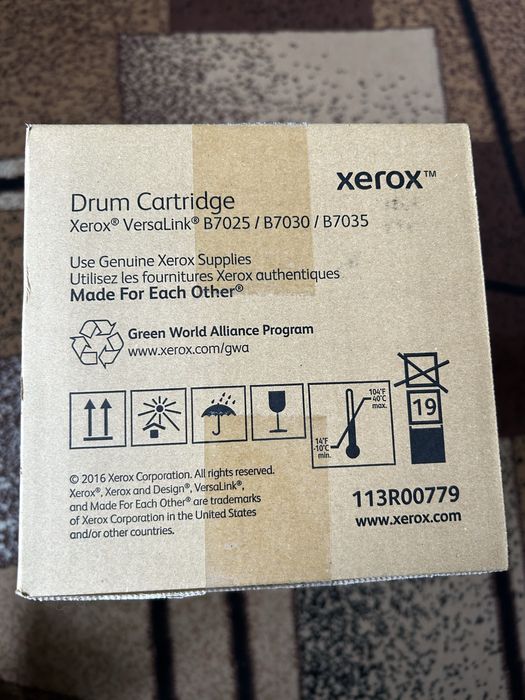 xerox™
Drum Cartridge
Xerox® VersaLink® B7025 / B7030 / B7035
Use Genuine Xerox Supplies
Utilisez les fournitures Xerox authentiques
Made For Each Other®
Green World Alliance Program
www.xerox.com/gwa
104°F
40°C
max.
14°F
-10°C
min.
19
© 2016 Xerox Corporation. All rights reserved.
Xerox®, Xerox and Design®, VersaLink®,
and Made For Each Other® are trademarks
of Xerox Corporation in the United States
and/or other countries.
113R00779
www.xerox.com